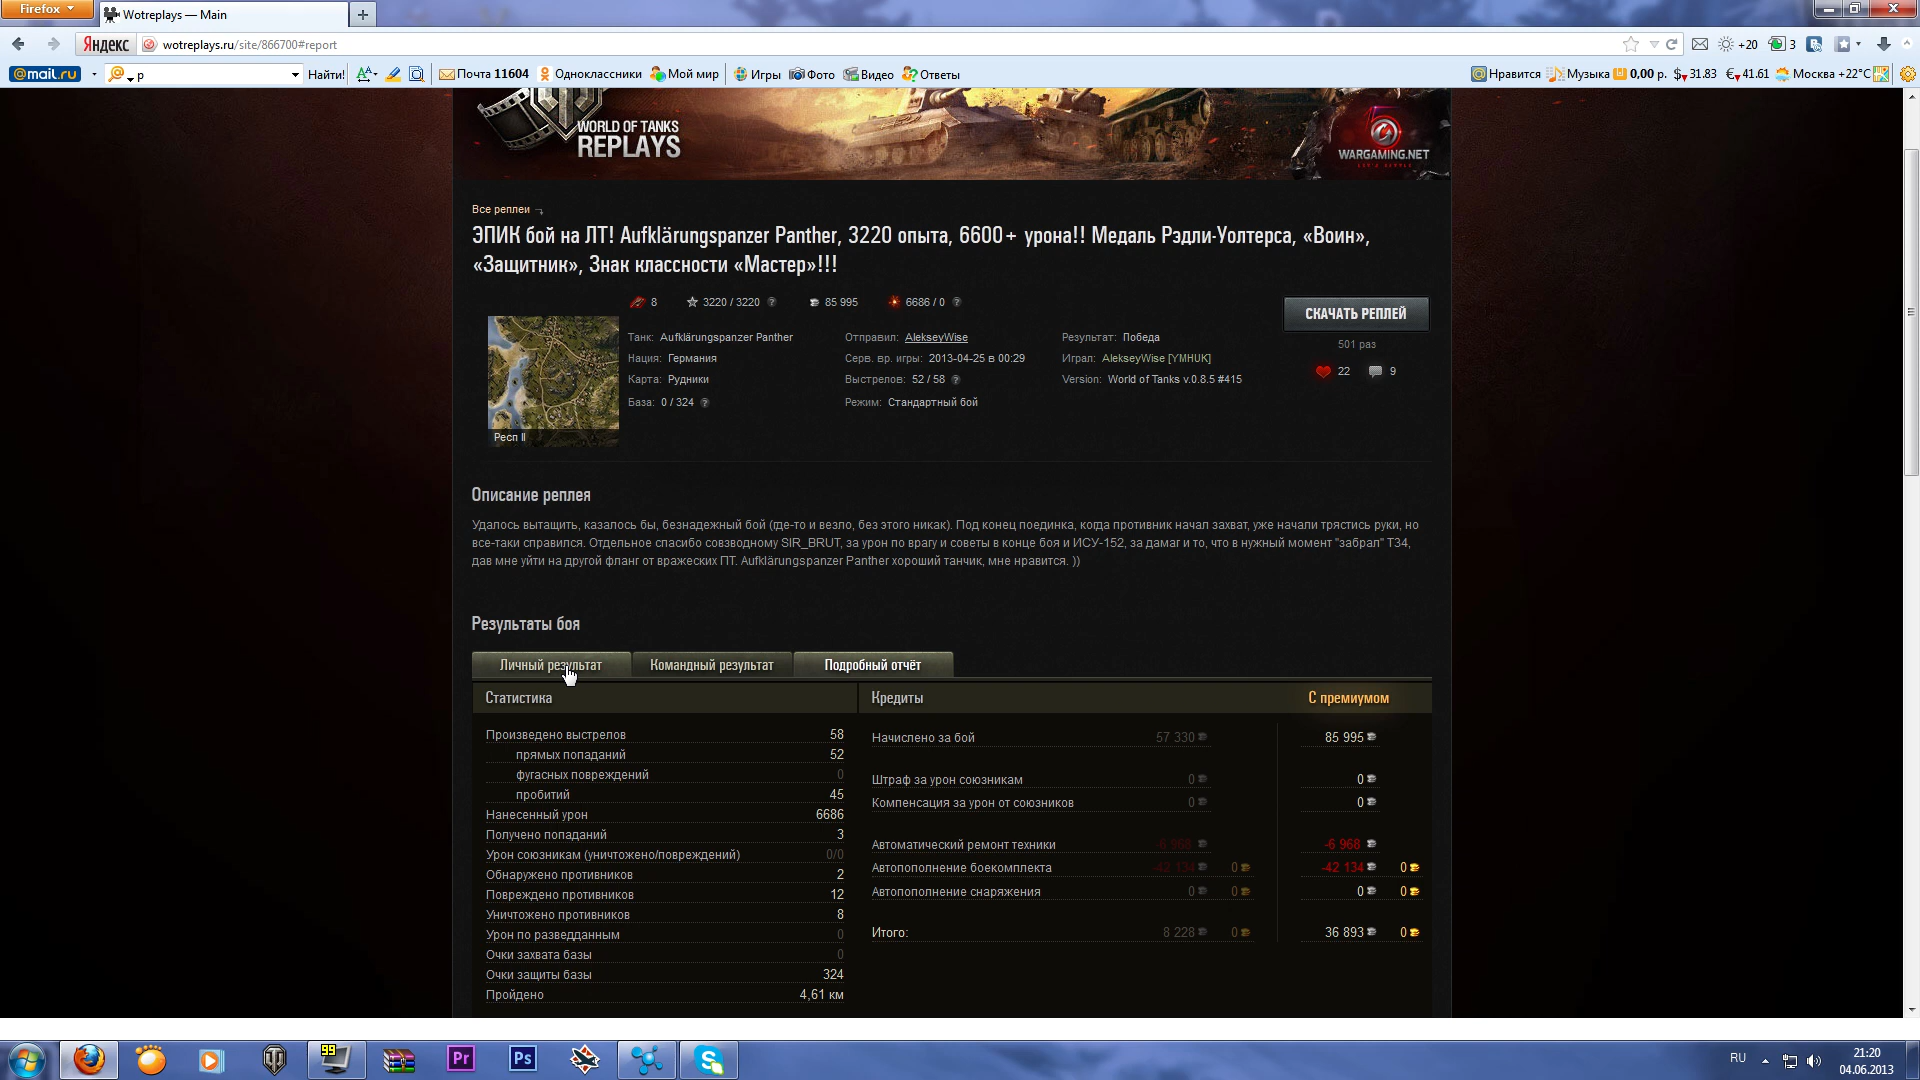 Firefox
Wotreplays — Main
Яндекс
wotreplays.ru/site/866700#report
+20
3
@mail.ru
р
Найти!
Почта 11604
Одноклассники
Мой мир
Игры
Фото
Видео
Ответы
Нравится
Музыка
0,00 р.
31.83
41.61
Москва +22°C
WORLD OF TANKS
REPLAYS
WARGAMING.NET
LET'S BATTLE
Все реплеи
ЭПИК бой на ЛТ! Aufklärungspanzer Panther, 3220 опыта, 6600+ урона!! Медаль Рэдли-Уолтерса, «Воин»,
«Защитник», Знак классности «Мастер»!!!
8
3220 / 3220 ?
85 995
6686 / 0 ?
СКАЧАТЬ РЕПЛЕЙ
501 раз
22
9
Респ II
Танк: Aufklärungspanzer Panther
Нация: Германия
Карта: Рудники
База: 0 / 324 ?
Отправил: AlekseyWise
Серв. вр. игры: 2013-04-25 в 00:29
Выстрелов: 52 / 58 ?
Режим: Стандартный бой
Результат: Победа
Играл: AlekseyWise [YMHUK]
Version: World of Tanks v.0.8.5 #415
Описание реплея
Удалось вытащить, казалось бы, безнадежный бой (где-то и везло, без этого никак). Под конец поединка, когда противник начал захват, уже начали трястись руки, но
все-таки справился. Отдельное спасибо совзводному SIR_BRUT, за урон по врагу и советы в конце боя и ИСУ-152, за дамаг и то, что в нужный момент "забрал" Т34,
дав мне уйти на другой фланг от вражеских ПТ. Aufklärungspanzer Panther хороший танчик, мне нравится. ))
Результаты боя
Личный результат
Командный результат
Подробный отчёт
Статистика
Произведено выстрелов 58
прямых попаданий 52
фугасных повреждений 0
пробитий 45
Нанесенный урон 6686
Получено попаданий 3
Урон союзникам (уничтожено/повреждений) 0/0
Обнаружено противников 2
Повреждено противников 12
Уничтожено противников 8
Урон по разведданным 0
Очки захвата базы 0
Очки защиты базы 324
Пройдено 4,61 км
Кредиты
С премиумом
Начислено за бой 57 330 85 995
Штраф за урон союзникам 0 0
Компенсация за урон от союзников 0 0
Автоматический ремонт техники -6 968 -6 968
Автопополнение боекомплекта -42 134 0 -42 134 0
Автопополнение снаряжения 0 0 0 0
Итого: 8 228 0 36 893 0
99
Pr
Ps
RU
21:20
04.06.2013